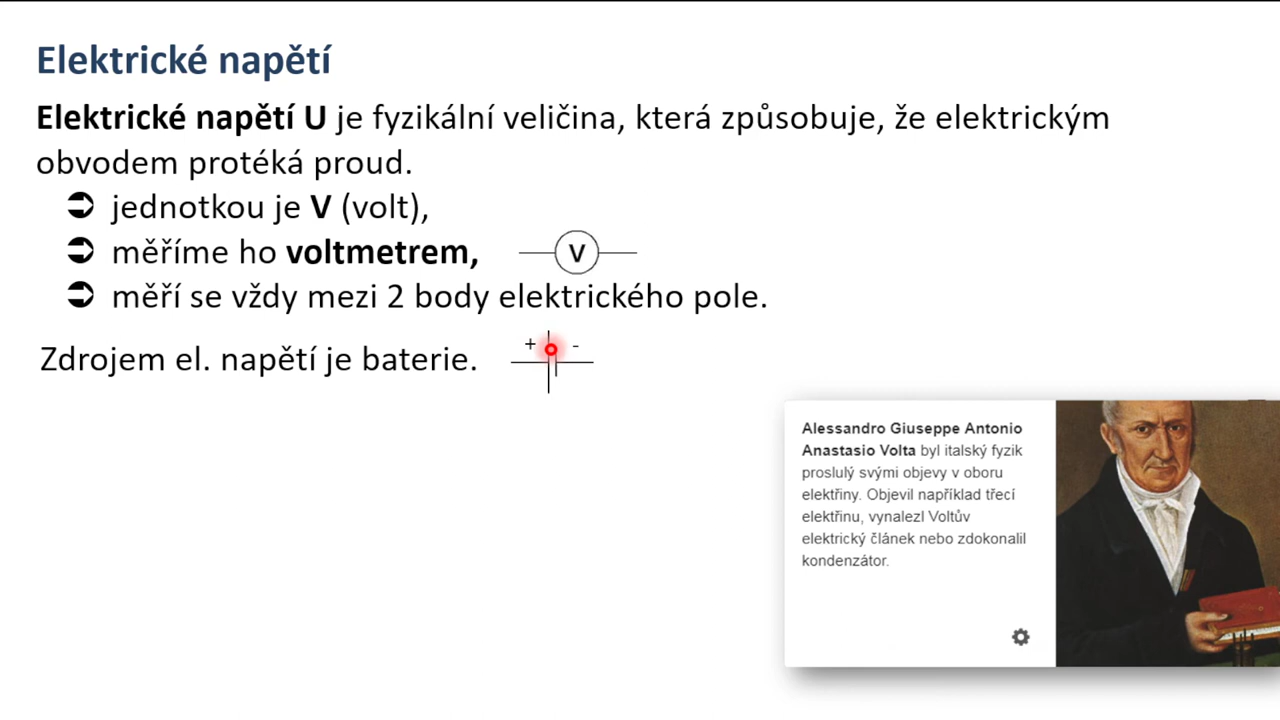 Elektrické napětí
Elektrické napětí U je fyzikální veličina, která způsobuje, že elektrickým
obvodem protéká proud.
➲ jednotkou je V (volt),
➲ měříme ho voltmetrem,
V
➲ měří se vždy mezi 2 body elektrického pole.
Zdrojem el. napětí je baterie.
+ -
Alessandro Giuseppe Antonio
Anastasio Volta byl italský fyzik
proslulý svými objevy v oboru
elektřiny. Objevil například třecí
elektřinu, vynalezl Voltův
elektrický článek nebo zdokonalil
kondenzátor.